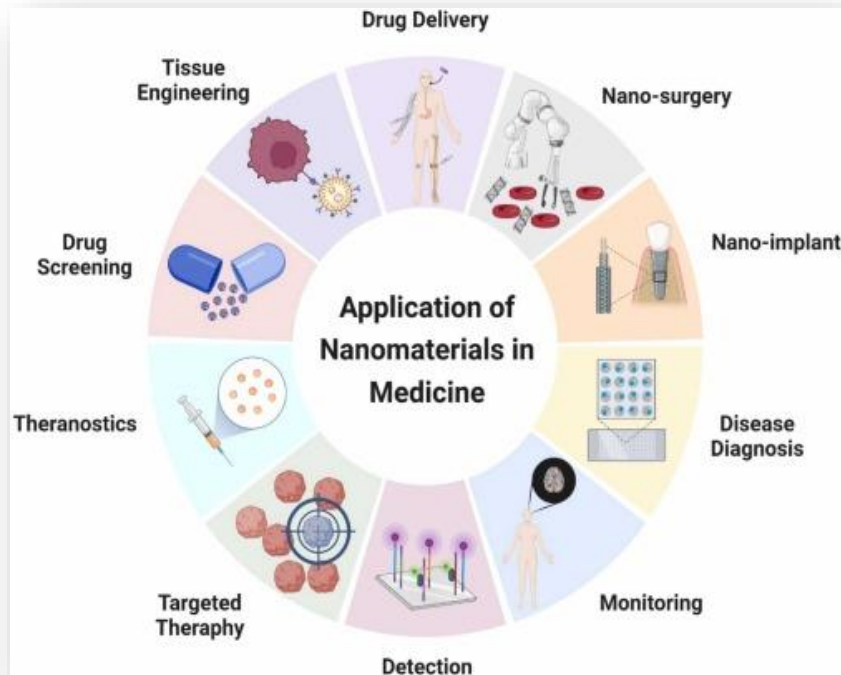 Drug Delivery
Tissue
Engineering
Nano-surgery
Drug
Screening
Nano-implant
Application of
Nanomaterials in
Medicine
Theranostics
Disease
Diagnosis
Targeted
Theraphy
Monitoring
Detection